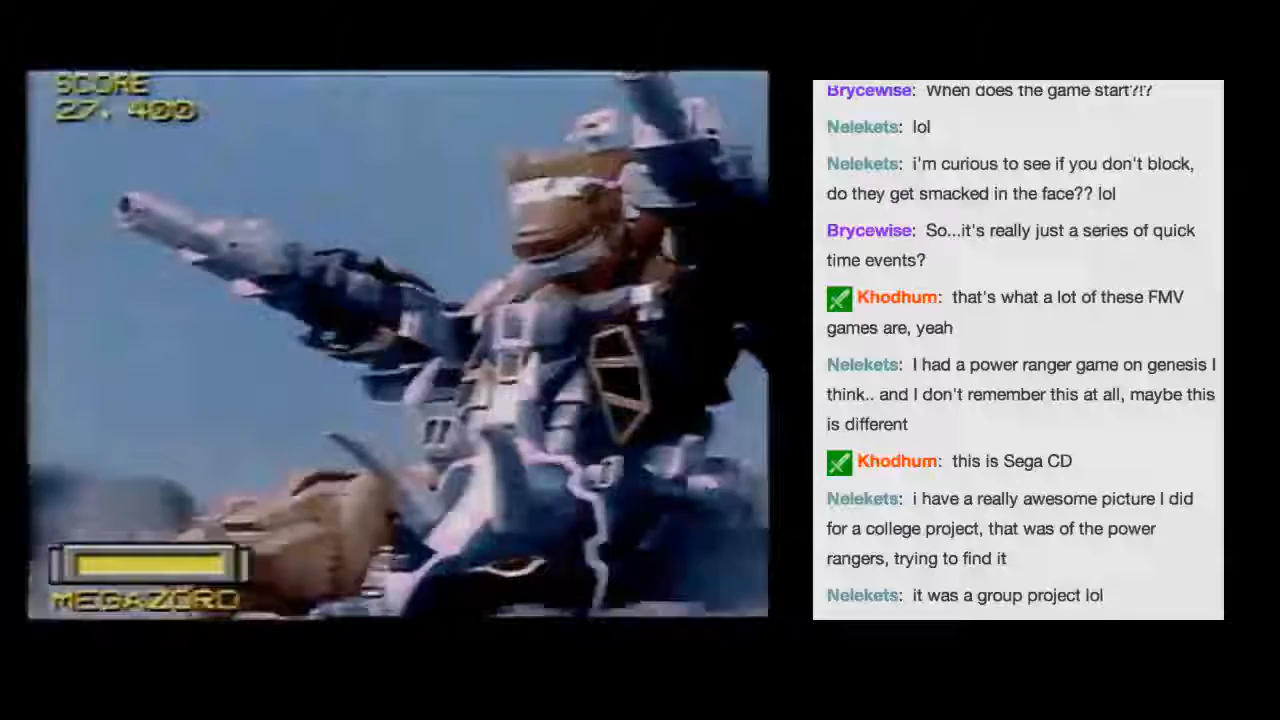 SCORE
27,400
MEGAZORD
Brycewise: When does the game start?!?
Nelekets: lol
Nelekets: i'm curious to see if you don't block,
do they get smacked in the face?? lol
Brycewise: So...it's really just a series of quick
time events?
Khodhum: that's what a lot of these FMV
games are, yeah
Nelekets: I had a power ranger game on genesis I
think.. and I don't remember this at all, maybe this
is different
Khodhum: this is Sega CD
Nelekets: i have a really awesome picture I did
for a college project, that was of the power
rangers, trying to find it
Nelekets: it was a group project lol